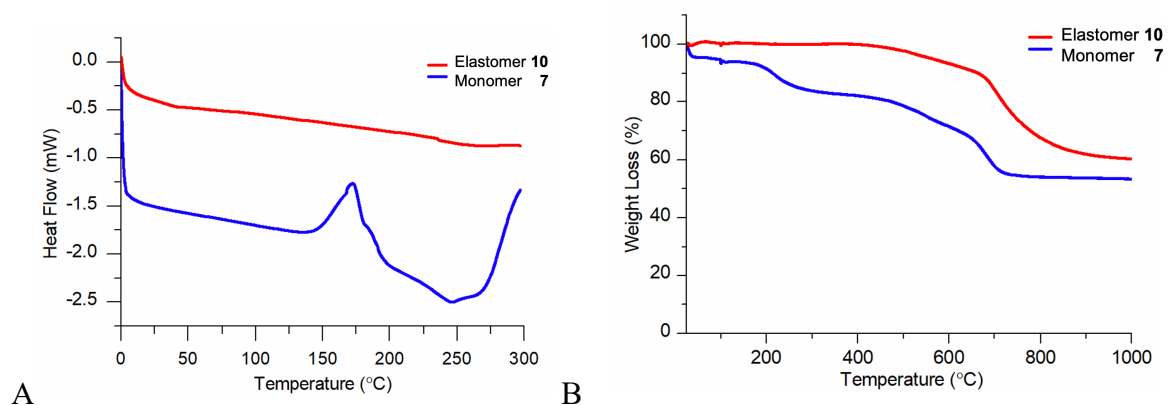 0.0
-0.5
-1.0
-1.5
-2.0
-2.5
Heat Flow (mW)
Elastomer 10
Monomer 7
0 50 100 150 200 250 300
Temperature (°C)
A
100
80
60
40
20
0
Weight Loss (%)
Elastomer 10
Monomer 7
200 400 600 800 1000
Temperature (°C)
B